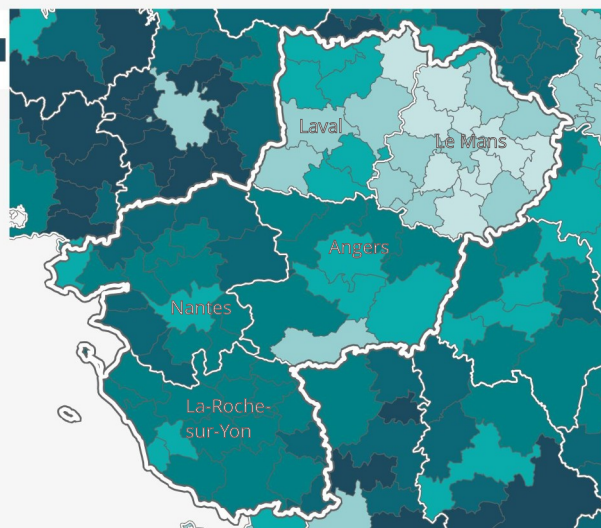 Laval
Le Mans
Angers
Nantes
La-Roche-
sur-Yon